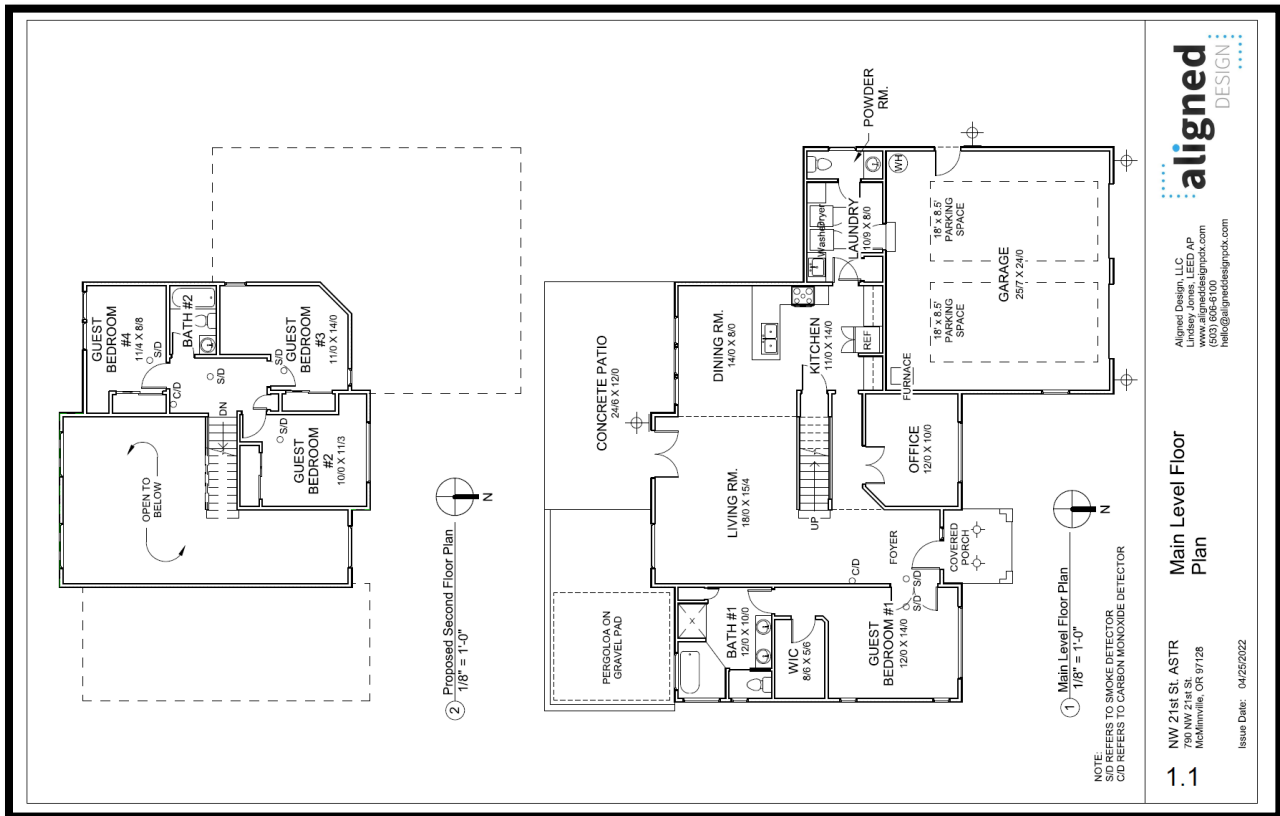 GUEST
BEDROOM
#4
11/4 X 8/8
BATH #2
S/D
C/D
S/D
S/D
GUEST
BEDROOM
#3
11/0 X 14/0
DN
S/D
GUEST
BEDROOM
#2
10/0 X 11/3
OPEN TO
BELOW
N
2
Proposed Second Floor Plan
1/8" = 1'-0"
POWDER
RM.
WH
Washer
Dryer
LAUNDRY
10/9 X 8/0
18' x 8.5'
PARKING
SPACE
18' x 8.5'
PARKING
SPACE
GARAGE
25/7 X 24/0
CONCRETE PATIO
24/6 X 12/0
DINING RM.
14/0 X 8/0
KITCHEN
11/0 X 14/0
REF
FURNACE
LIVING RM.
18/0 X 15/4
UP
OFFICE
12/0 X 10/0
FOYER
COVERED
PORCH
C/D
S/D
S/D
PERGOLOA ON
GRAVEL PAD
BATH #1
12/0 X 10/0
WIC
8/6 X 5/6
GUEST
BEDROOM #1
12/0 X 14/0
N
1
Main Level Floor Plan
1/8" = 1'-0"
NOTE:
S/D REFERS TO SMOKE DETECTOR
C/D REFERS TO CARBON MONOXIDE DETECTOR
aligned
DESIGN
Aligned Design, LLC
Lindsey Jones, LEED AP
www.aligneddesignpdx.com
(503) 606-6100
hello@aligneddesignpdx.com
Main Level Floor
Plan
NW 21st St. ASTR
790 NW 21st St.
McMinnville, OR 97128
Issue Date: 04/25/2022
1.1